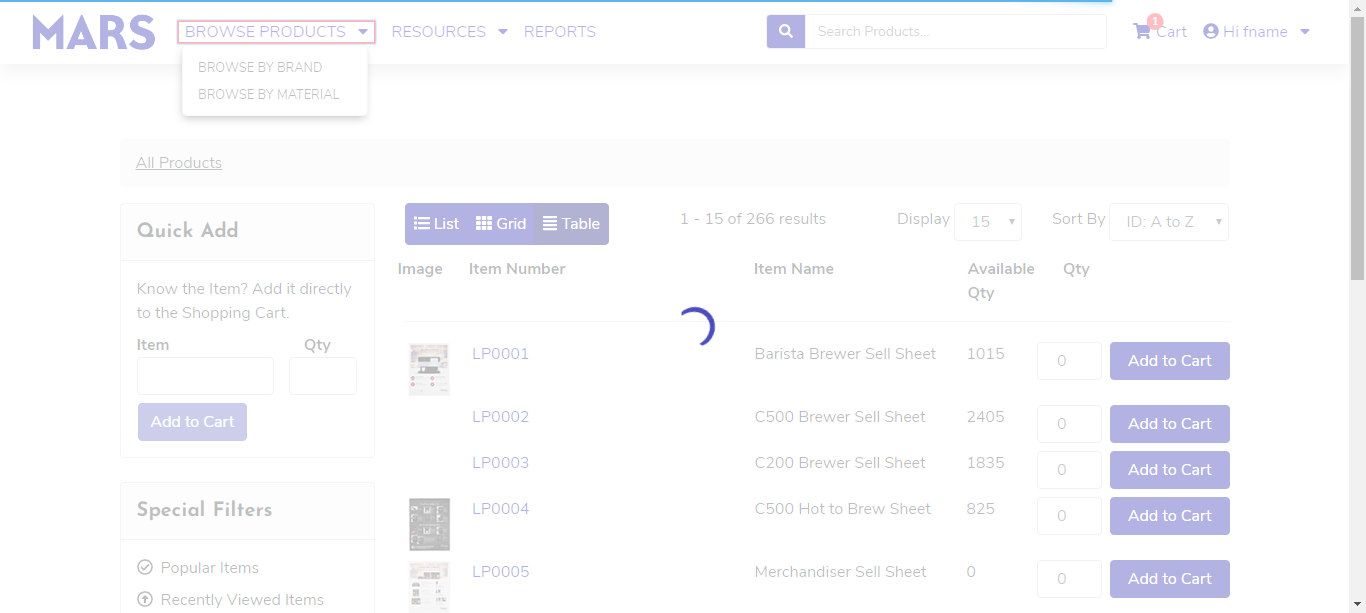 MARS
BROWSE PRODUCTS
RESOURCES
REPORTS
Search Products...
1
Cart
Hi fname
BROWSE BY BRAND
BROWSE BY MATERIAL
All Products
Quick Add
Know the Item? Add it directly
to the Shopping Cart.
Item Qty
Add to Cart
Special Filters
Popular Items
Recently Viewed Items
List Grid Table
1 - 15 of 266 results
Display 15
Sort By ID: A to Z
Image Item Number Item Name Available Qty
Qty
LP0001 Barista Brewer Sell Sheet 1015 0 Add to Cart
LP0002 C500 Brewer Sell Sheet 2405 0 Add to Cart
LP0003 C200 Brewer Sell Sheet 1835 0 Add to Cart
LP0004 C500 Hot to Brew Sheet 825 0 Add to Cart
LP0005 Merchandiser Sell Sheet 0 0 Add to Cart